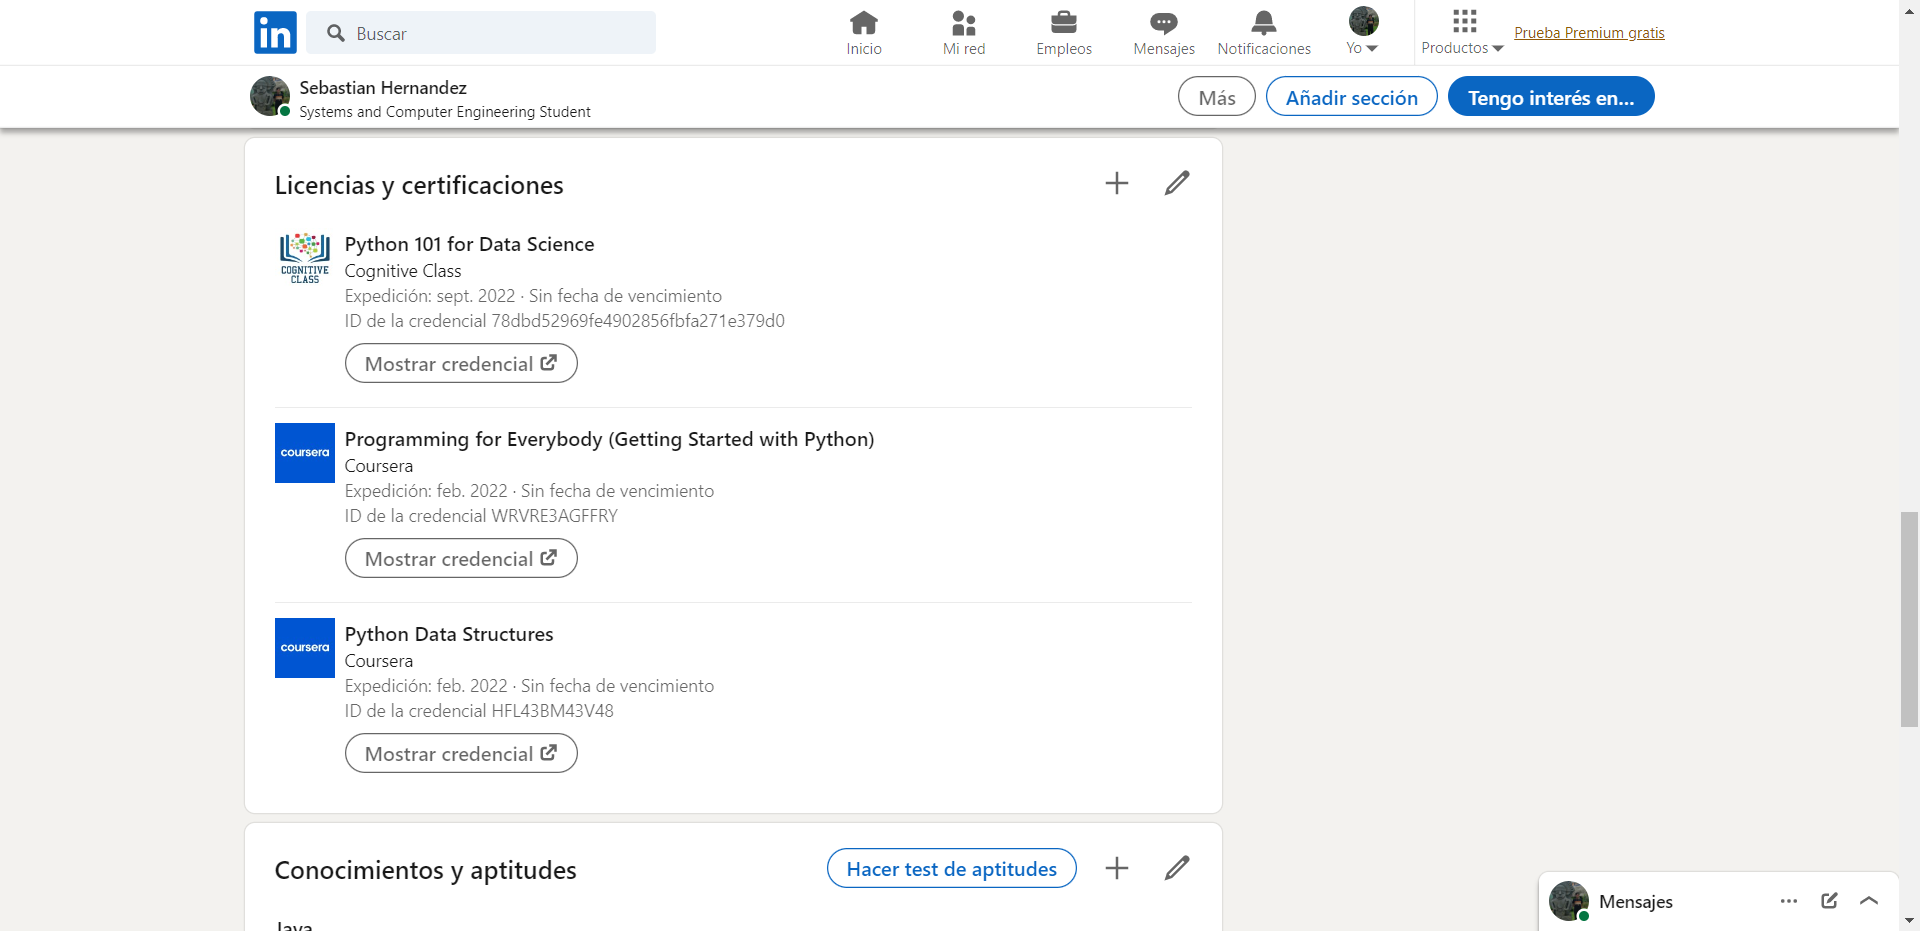 in
Buscar
Inicio
Mi red
Empleos
Mensajes
Notificaciones
Yo
Productos
Prueba Premium gratis
Sebastian Hernandez
Systems and Computer Engineering Student
Más
Añadir sección
Tengo interés en...
Licencias y certificaciones
COGNITIVE
CLASS
Python 101 for Data Science
Cognitive Class
Expedición: sept. 2022 · Sin fecha de vencimiento
ID de la credencial 78dbd52969fe4902856fbfa271e379d0
Mostrar credencial
coursera
Programming for Everybody (Getting Started with Python)
Coursera
Expedición: feb. 2022 · Sin fecha de vencimiento
ID de la credencial WRVRE3AGFFRY
Mostrar credencial
coursera
Python Data Structures
Coursera
Expedición: feb. 2022 · Sin fecha de vencimiento
ID de la credencial HFL43BM43V48
Mostrar credencial
Conocimientos y aptitudes
Hacer test de aptitudes
Java
Mensajes